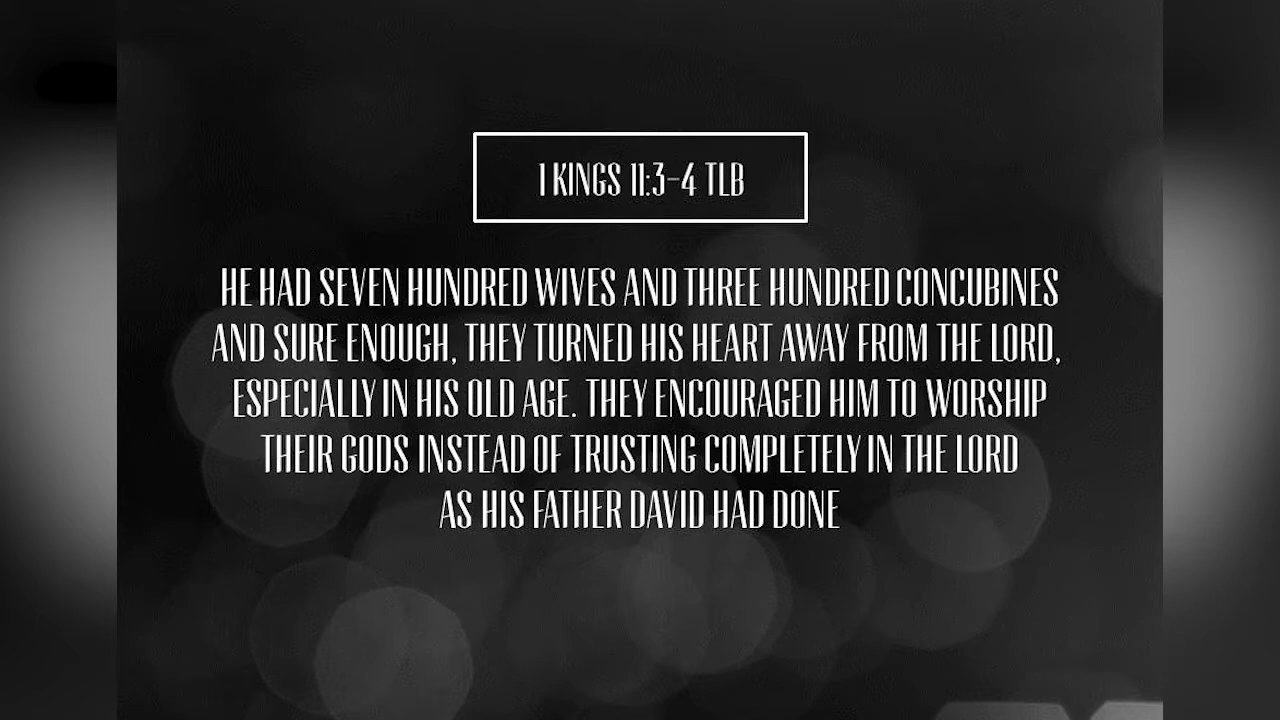 1 KINGS 11:3-4 TLB
HE HAD SEVEN HUNDRED WIVES AND THREE HUNDRED CONCUBINES
AND SURE ENOUGH, THEY TURNED HIS HEART AWAY FROM THE LORD,
ESPECIALLY IN HIS OLD AGE. THEY ENCOURAGED HIM TO WORSHIP
THEIR GODS INSTEAD OF TRUSTING COMPLETELY IN THE LORD
AS HIS FATHER DAVID HAD DONE